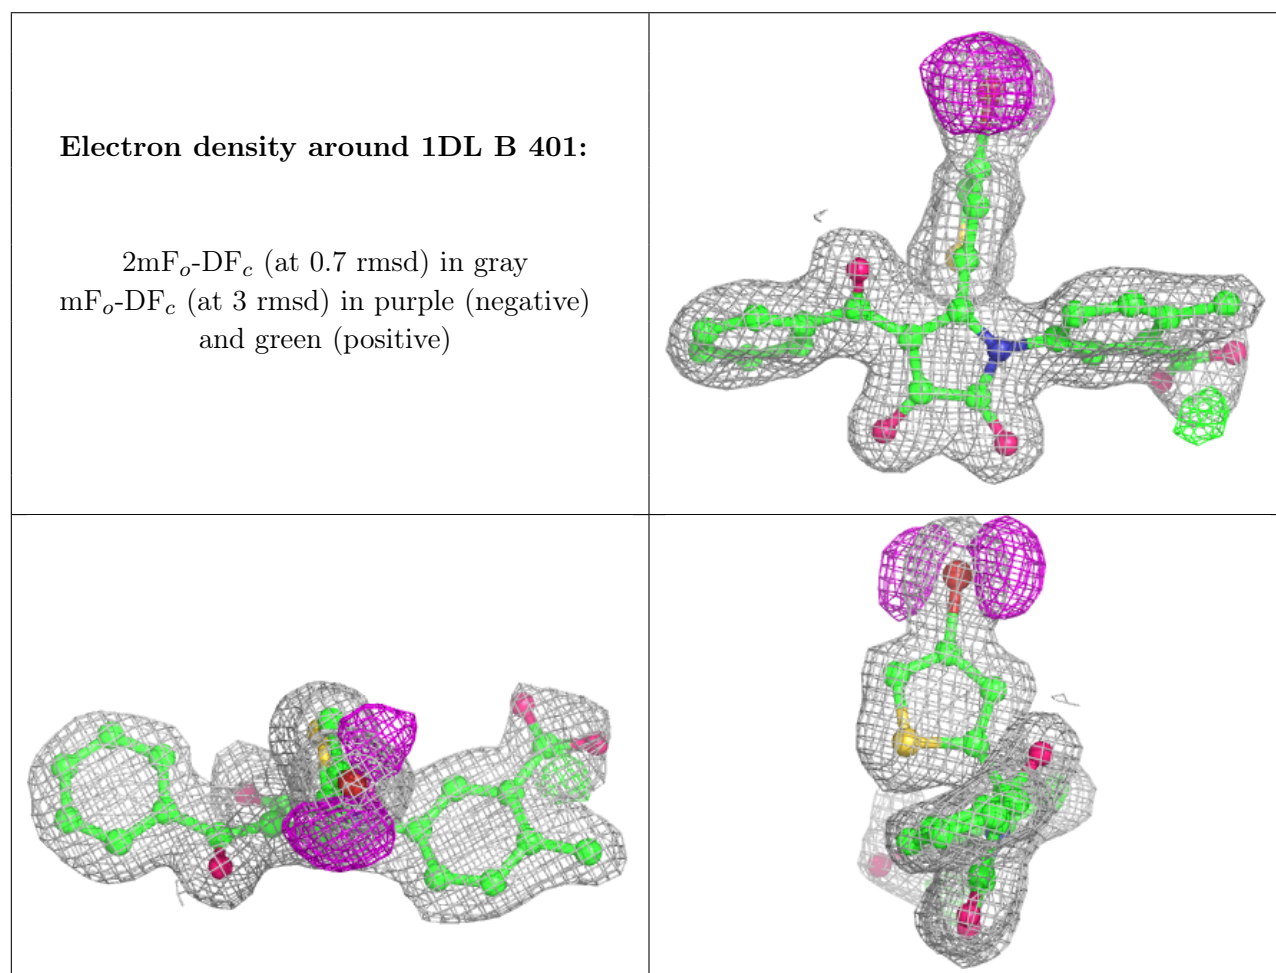 Electron density around 1DL B 401:
2mFo-DFc (at 0.7 rmsd) in gray
mFo-DFc (at 3 rmsd) in purple (negative)
and green (positive)